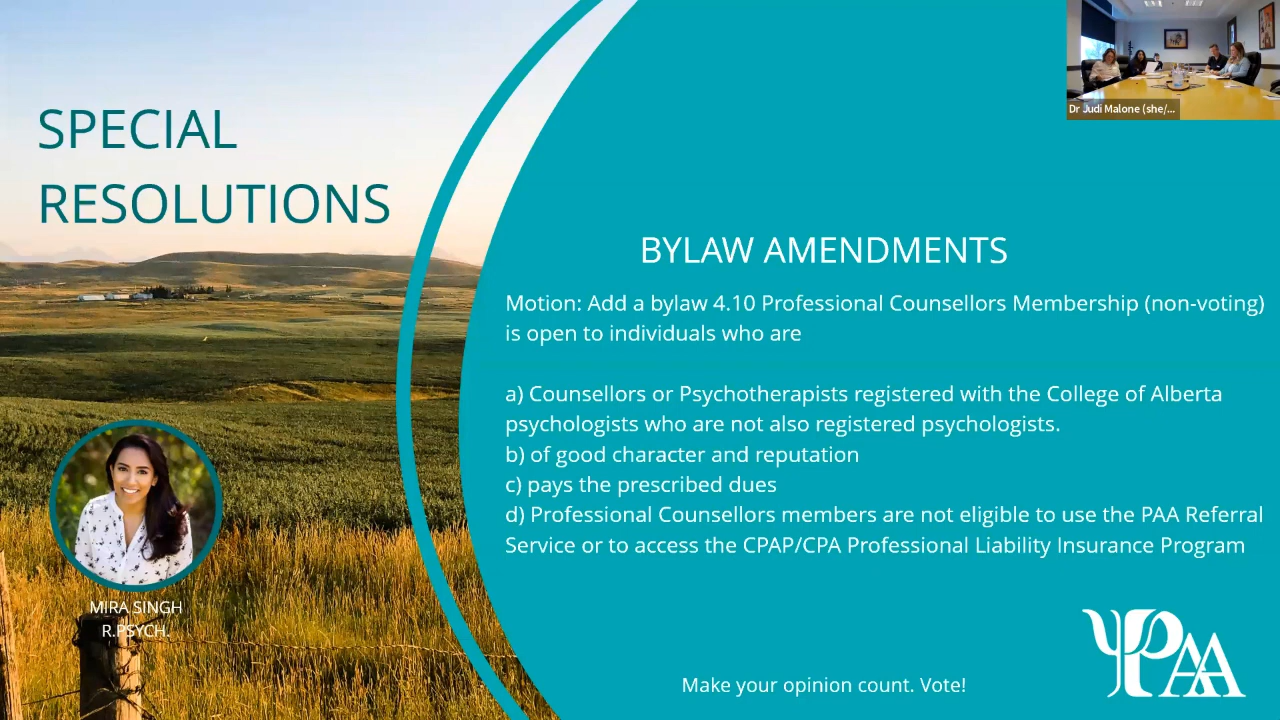 SPECIAL
RESOLUTIONS
Dr Judi Malone (she/...
BYLAW AMENDMENTS
Motion: Add a bylaw 4.10 Professional Counsellors Membership (non-voting)
is open to individuals who are
a) Counsellors or Psychotherapists registered with the College of Alberta
psychologists who are not also registered psychologists.
b) of good character and reputation
c) pays the prescribed dues
d) Professional Counsellors members are not eligible to use the PAA Referral
Service or to access the CPAP/CPA Professional Liability Insurance Program
MIRA SINGH
R.PSYCH.
Make your opinion count. Vote!
PAA